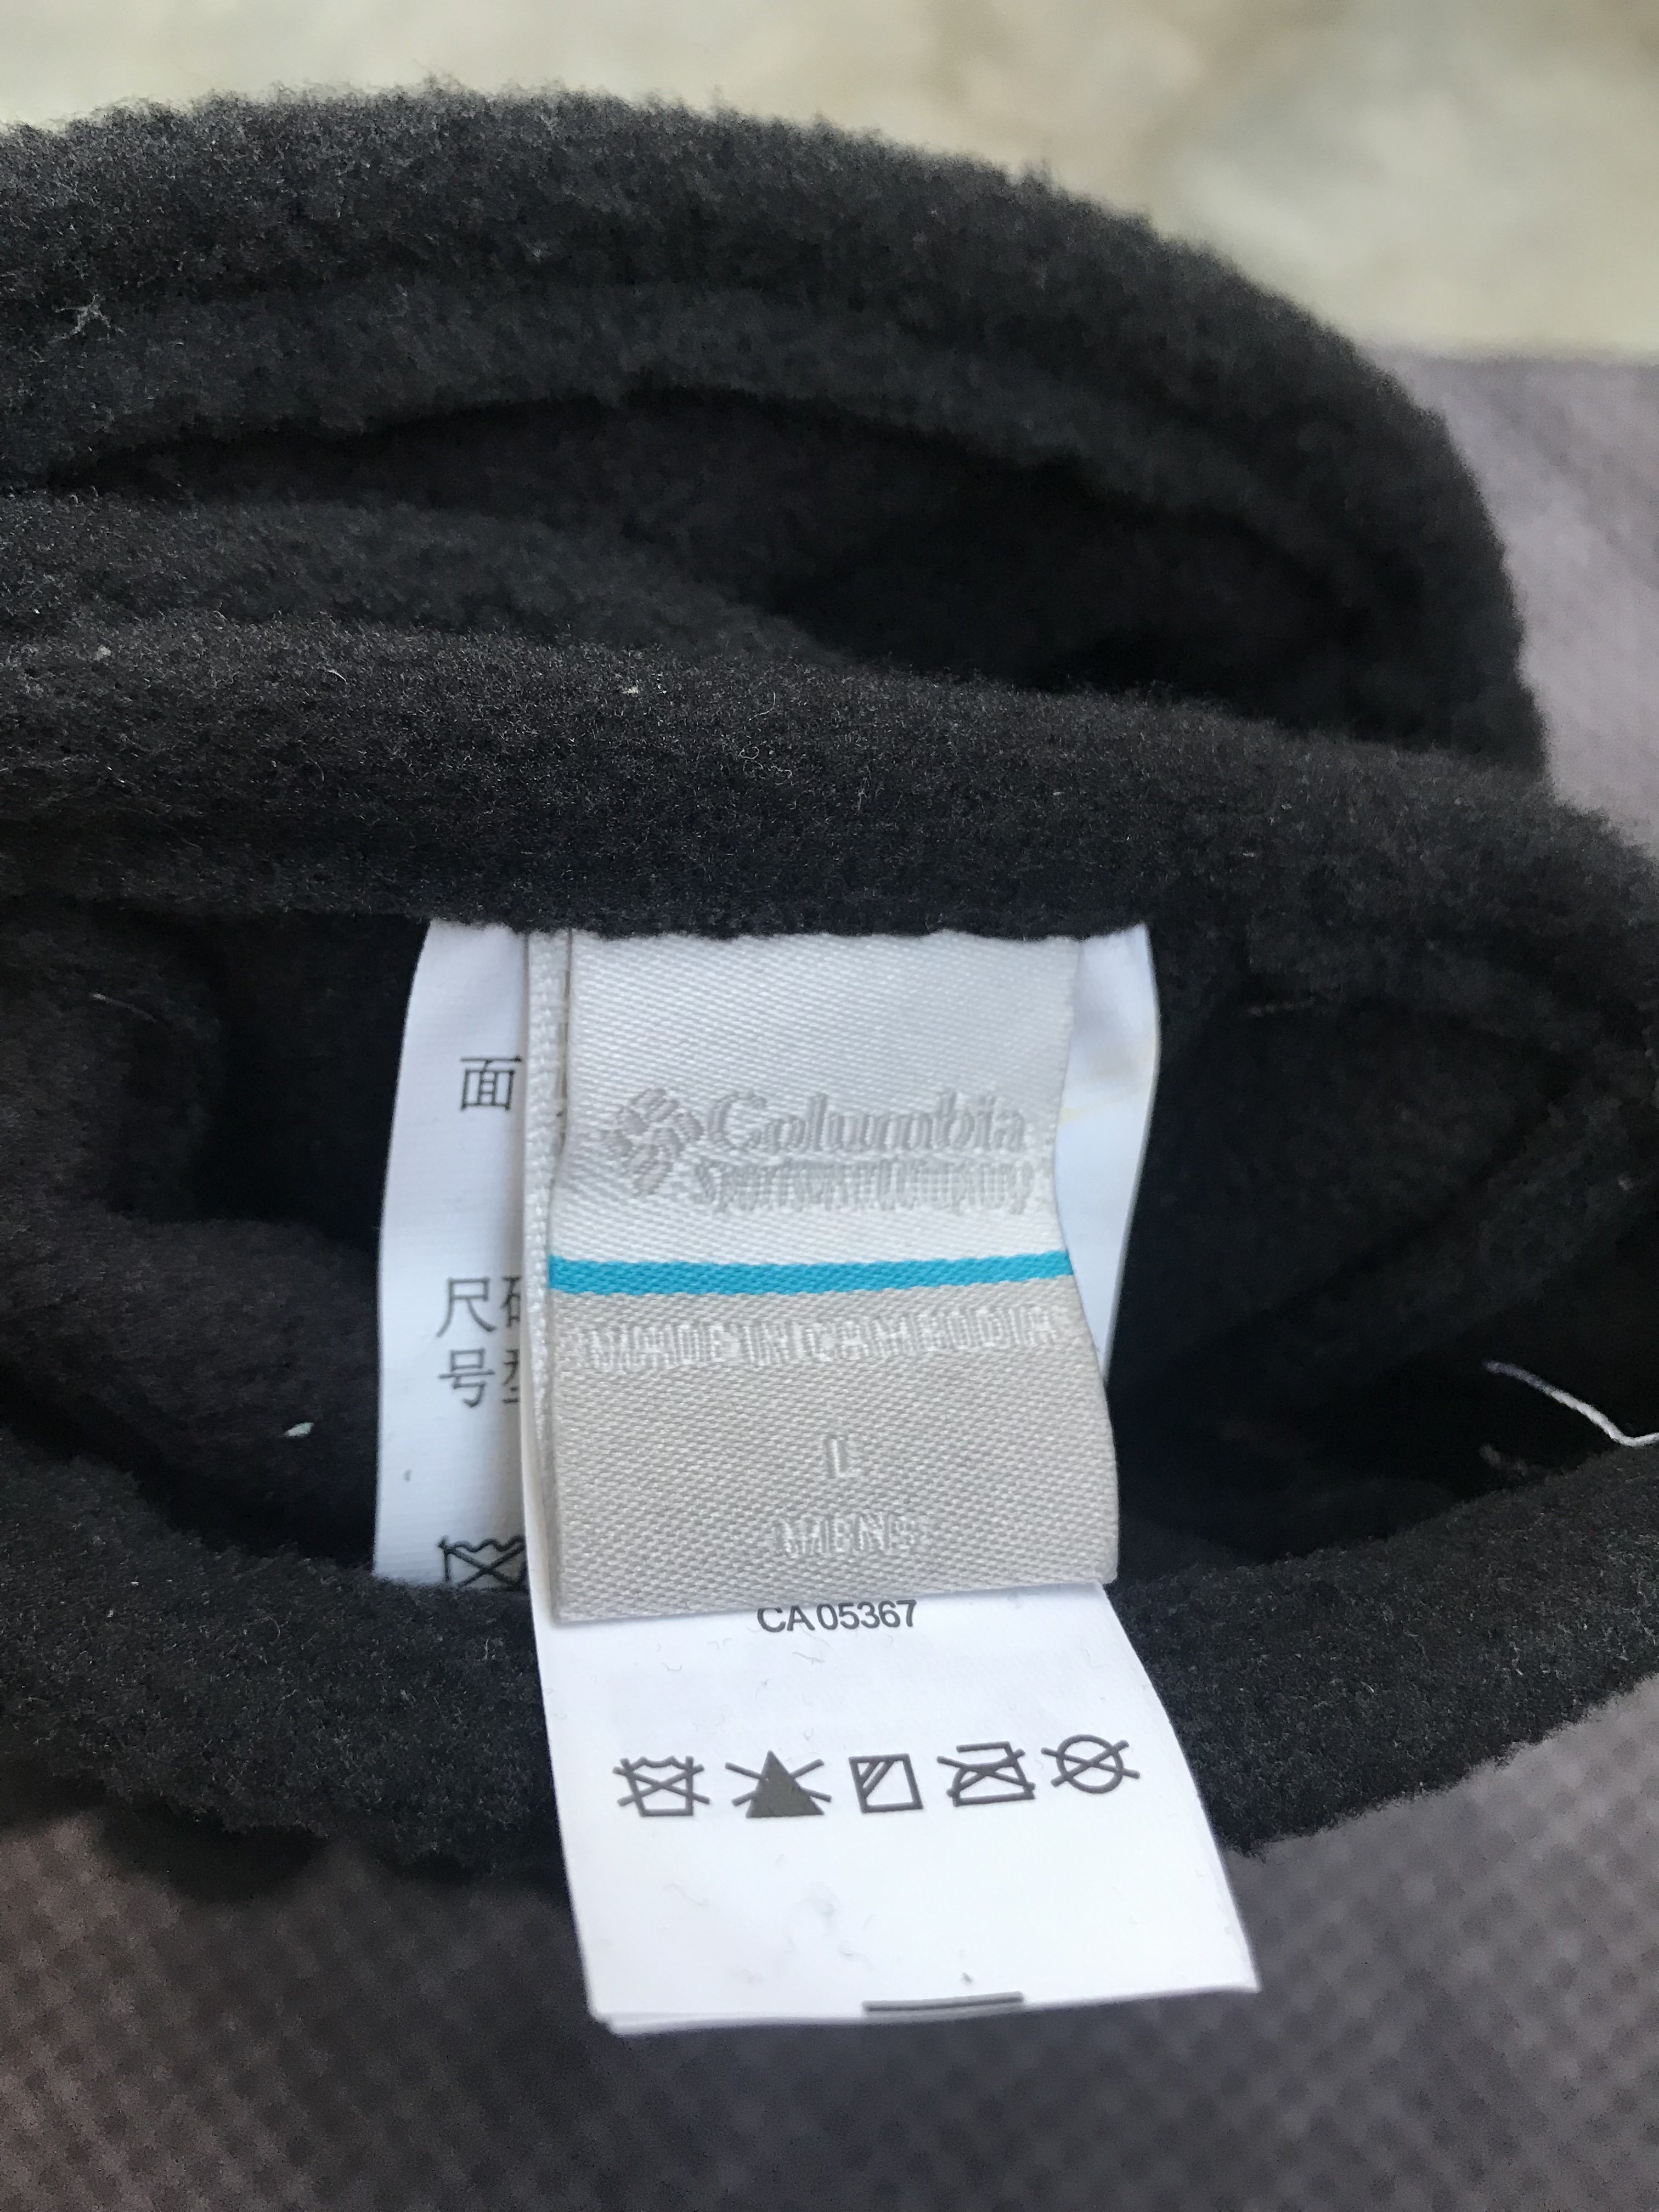 面
尺码
号型
Columbia
Sportswear Company
MADE IN CAMBODIA
L
MENS
CA05367